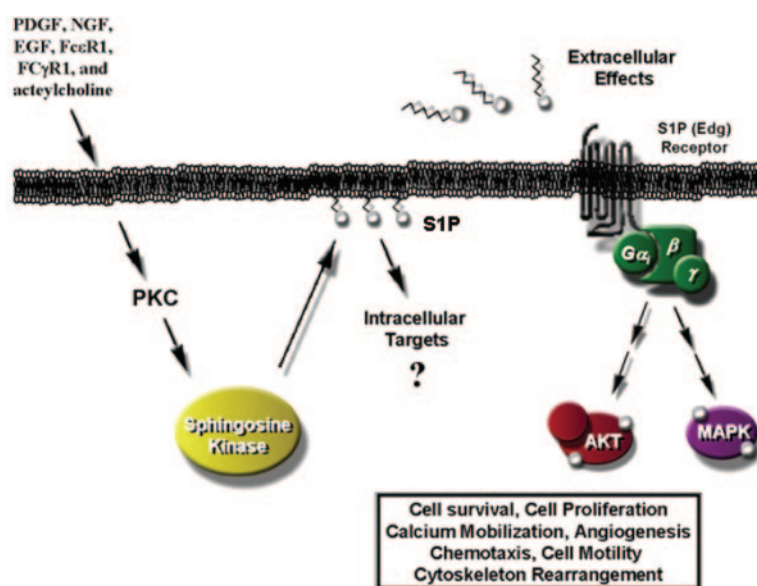 PDGF, NGF,
EGF, FcεR1,
FCγR1, and
acteylcholine
Extracellular
Effects
S1P (Edg)
Receptor
S1P
Gαi
β
γ
PKC
Intracellular
Targets
?
Sphingosine
Kinase
AKT
MAPK
Cell survival, Cell Proliferation
Calcium Mobilization, Angiogenesis
Chemotaxis, Cell Motility
Cytoskeleton Rearrangement